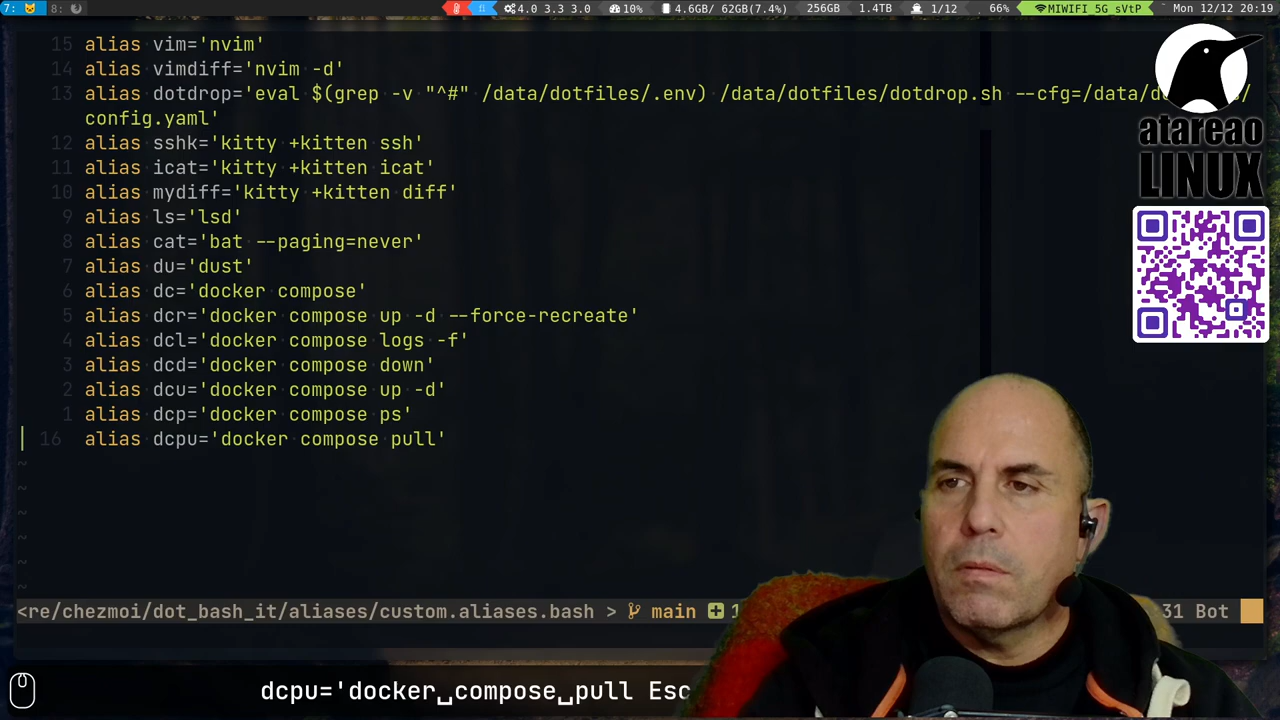 7: 8: 4.0 3.3 3.0 10% 4.6GB/ 62GB(7.4%) 256GB 1.4TB 1/12 66% MIWIFI_5G_sVtP Mon 12/12 20:19
15 alias vim='nvim'
14 alias vimdiff='nvim -d'
13 alias dotdrop='eval $(grep -v "^#" /data/dotfiles/.env) /data/dotfiles/dotdrop.sh --cfg=/data/
config.yaml'
12 alias sshk='kitty +kitten ssh'
11 alias icat='kitty +kitten icat'
10 alias mydiff='kitty +kitten diff'
9 alias ls='lsd'
8 alias cat='bat --paging=never'
7 alias du='dust'
6 alias dc='docker compose'
5 alias dcr='docker compose up -d --force-recreate'
4 alias dcl='docker compose logs -f'
3 alias dcd='docker compose down'
2 alias dcu='docker compose up -d'
1 alias dcp='docker compose ps'
16 alias dcpu='docker compose pull'
~
~
~
~
~
~
atareao
LINUX
<re/chezmoi/dot_bash_it/aliases/custom.aliases.bash > main 1 31 Bot
dcpu='docker␣compose␣pull Esc